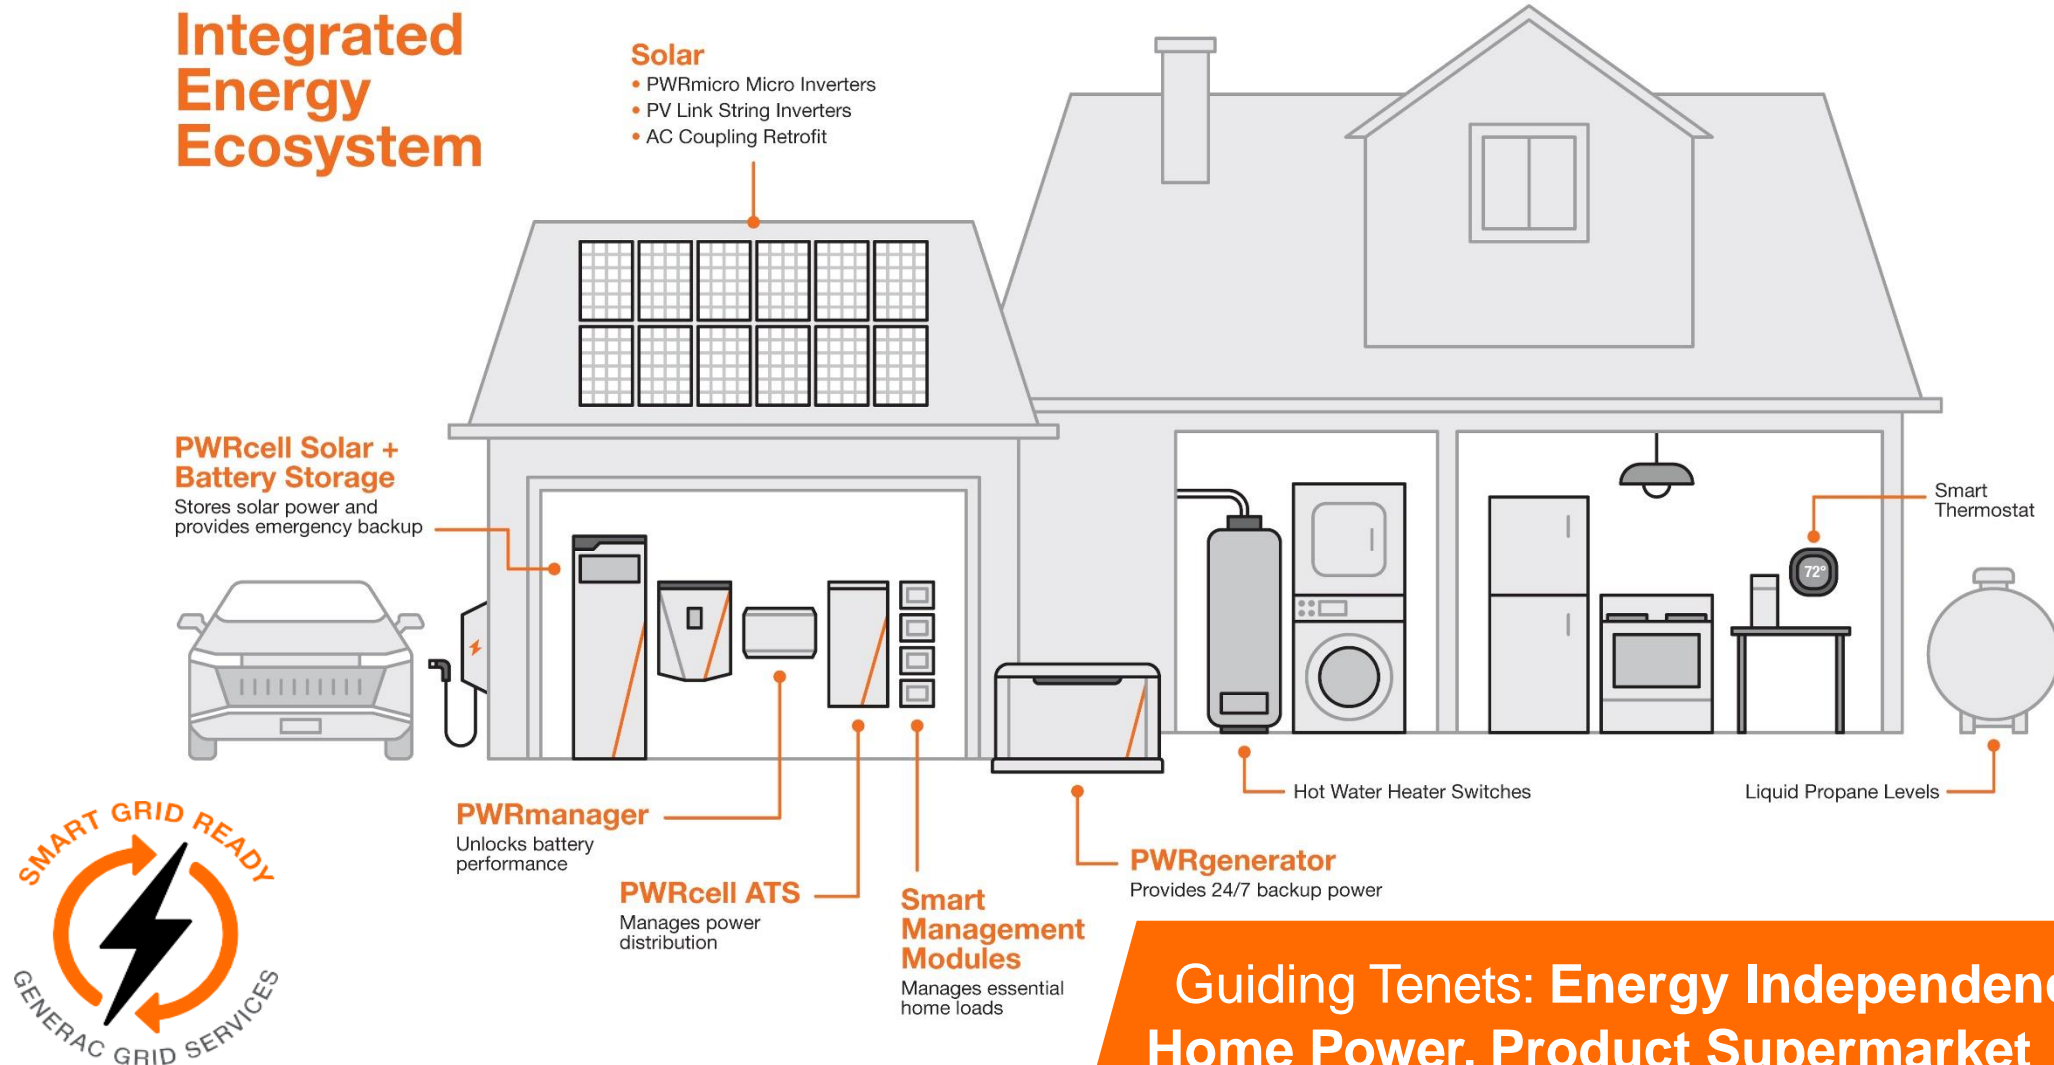 Integrated
Energy
Ecosystem
Solar
• PWRmicro Micro Inverters
• PV Link String Inverters
• AC Coupling Retrofit
PWRcell Solar +
Battery Storage
Stores solar power and
provides emergency backup
Smart
Thermostat
72°
Hot Water Heater Switches
Liquid Propane Levels
PWRmanager
Unlocks battery
performance
PWRcell ATS
Manages power
distribution
Smart
Management
Modules
Manages essential
home loads
PWRgenerator
Provides 24/7 backup power
SMART GRID READY
GENERAC GRID SERVICES
Guiding Tenets: Energy Independenc
Home Power, Product Supermarket